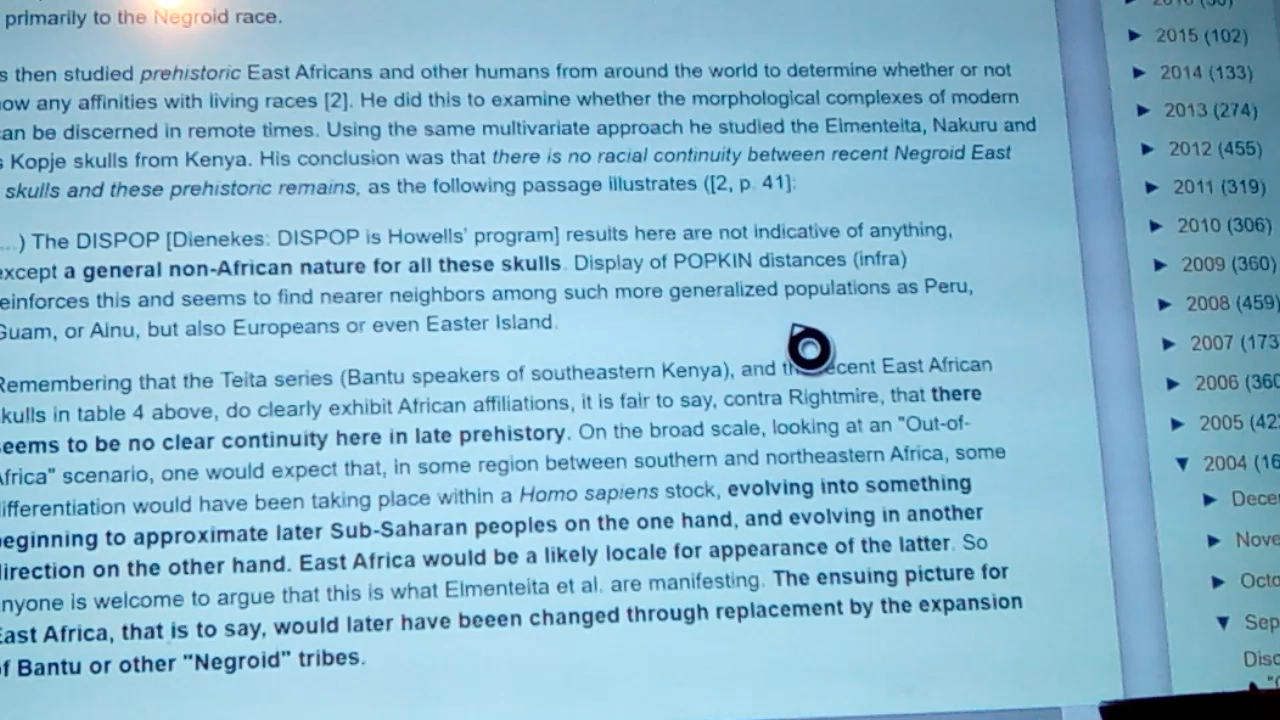 primarily to the Negroid race.
s then studied prehistoric East Africans and other humans from around the world to determine whether or not
ow any affinities with living races [2]. He did this to examine whether the morphological complexes of modern
can be discerned in remote times. Using the same multivariate approach he studied the Elmenteita, Nakuru and
s Kopje skulls from Kenya. His conclusion was that there is no racial continuity between recent Negroid East
skulls and these prehistoric remains, as the following passage illustrates ([2, p. 41]:
...) The DISPOP [Dienekes: DISPOP is Howells' program] results here are not indicative of anything,
except a general non-African nature for all these skulls. Display of POPKIN distances (infra)
einforces this and seems to find nearer neighbors among such more generalized populations as Peru,
Guam, or Ainu, but also Europeans or even Easter Island.
Remembering that the Teita series (Bantu speakers of southeastern Kenya), and th ecent East African
kulls in table 4 above, do clearly exhibit African affiliations, it is fair to say, contra Rightmire, that there
seems to be no clear continuity here in late prehistory. On the broad scale, looking at an "Out-of-
Africa" scenario, one would expect that, in some region between southern and northeastern Africa, some
ifferentiation would have been taking place within a Homo sapiens stock, evolving into something
beginning to approximate later Sub-Saharan peoples on the one hand, and evolving in another
direction on the other hand. East Africa would be a likely locale for appearance of the latter. So
nyone is welcome to argue that this is what Elmenteita et al. are manifesting. The ensuing picture for
East Africa, that is to say, would later have beeen changed through replacement by the expansion
of Bantu or other "Negroid" tribes.
► 2015 (102)
► 2014 (133)
► 2013 (274)
► 2012 (455)
► 2011 (319)
► 2010 (306)
► 2009 (360)
► 2008 (459)
► 2007 (173
► 2006 (360
► 2005 (42
▼ 2004 (16
► Dece
► Nove
► Octo
▼ Sep
Disc